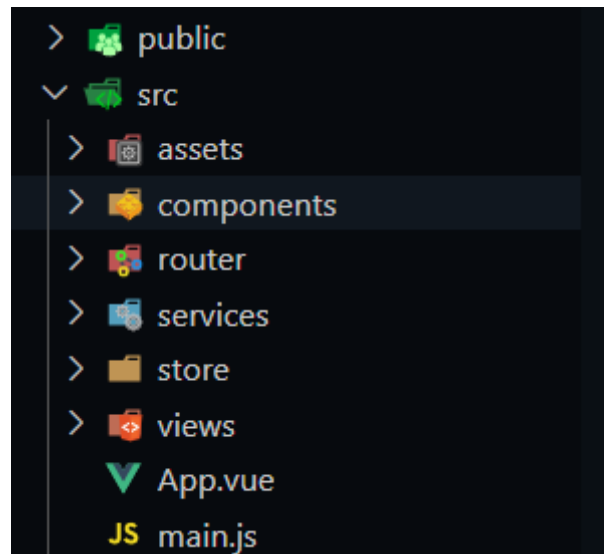 public
src
assets
components
router
services
store
views
App.vue
JS main.js